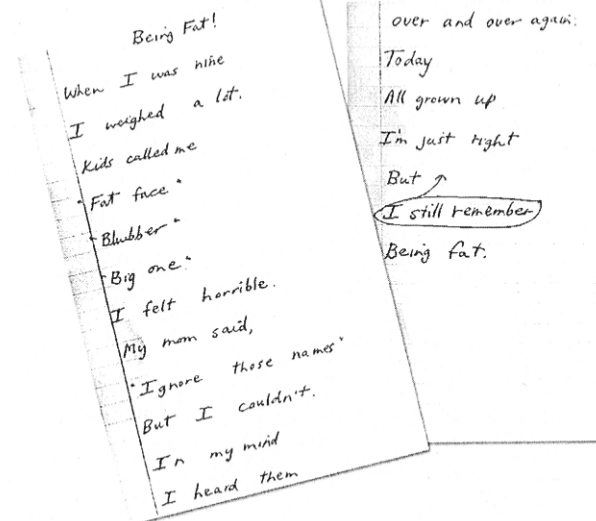 Being Fat!
When I was nine
I weighed a lot.
Kids called me
"Fat face"
"Blubber"
"Big one."
I felt horrible.
My mom said,
"Ignore those names"
But I couldn't.
In my mind
I heard them
over and over again.
Today
All grown up
I'm just right
But
I still remember
Being fat.